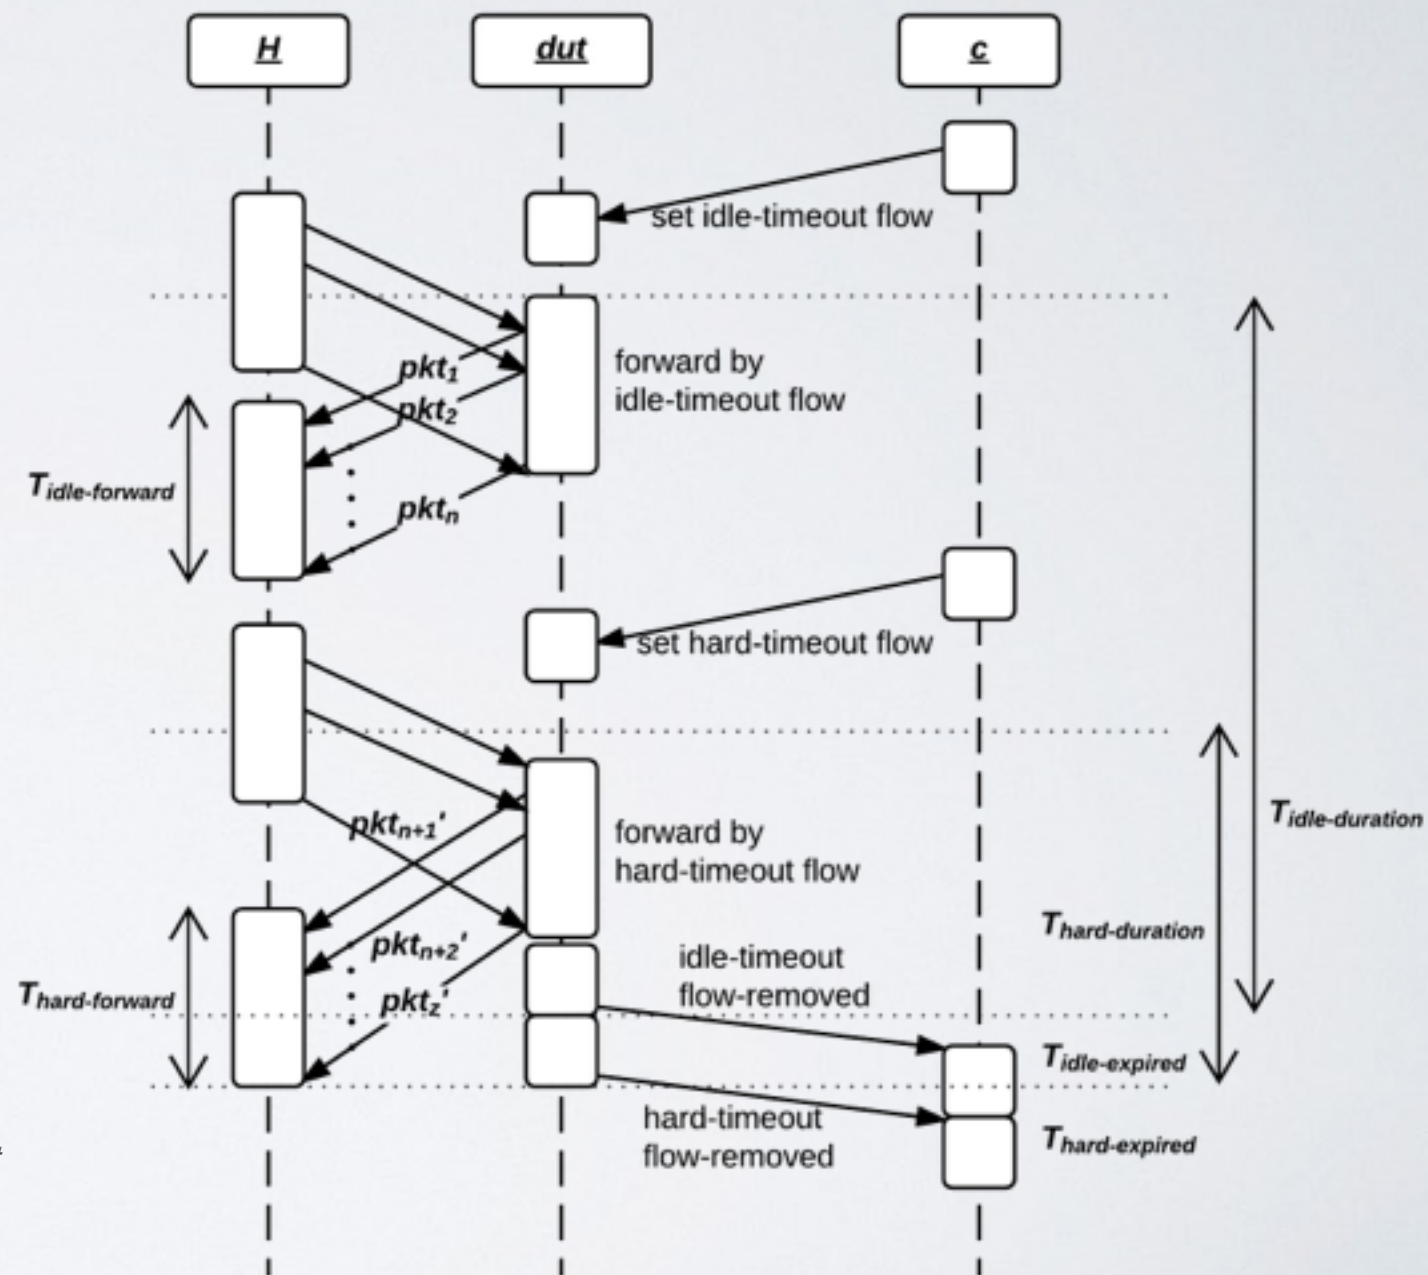 H
dut
c
set idle-timeout flow
pkt1
forward by
idle-timeout flow
pkt2
Tidle-forward
pktn
set hard-timeout flow
pktn+1'
forward by
hard-timeout flow
Tidle-duration
Thard-duration
pktn+2'
idle-timeout
flow-removed
Thard-forward
pktz'
Tidle-expired
hard-timeout
flow-removed
Thard-expired